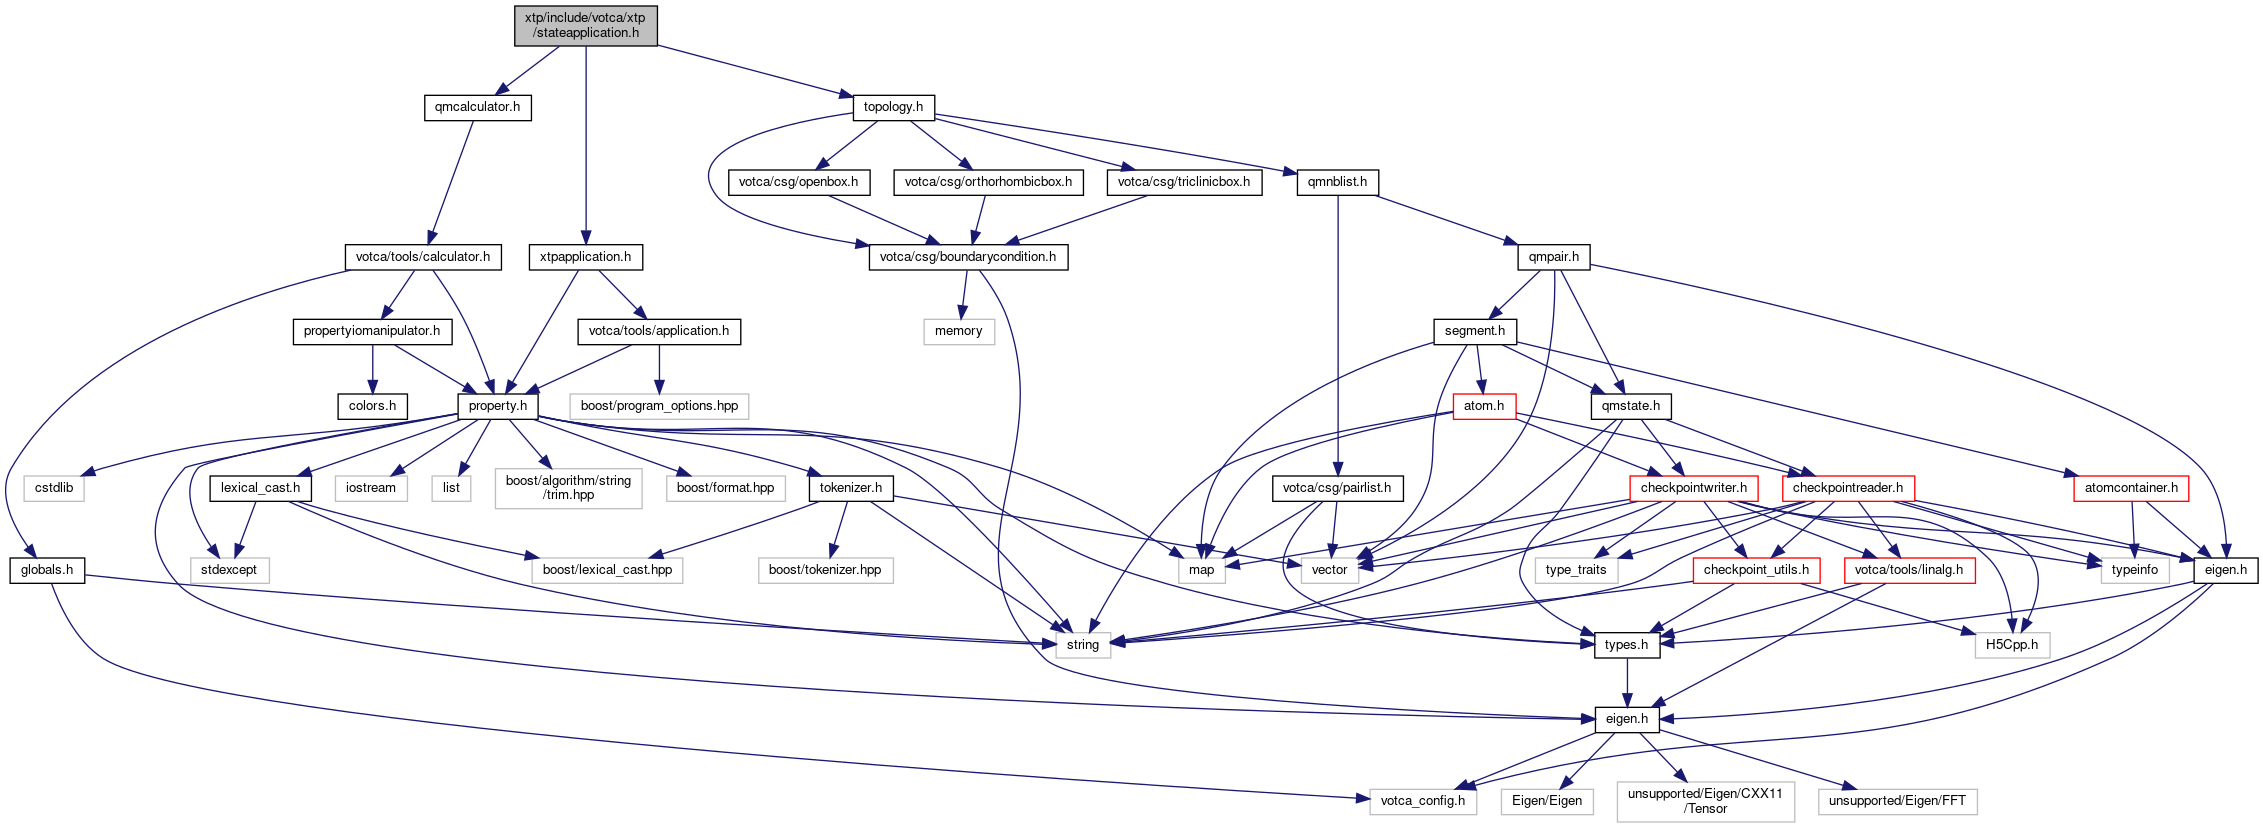 xtp/include/votca/xtp
/stateapplication.h
qmcalculator.h
topology.h
votca/csg/openbox.h
votca/csg/orthorhombicbox.h
votca/csg/triclinicbox.h
qmnblist.h
votca/tools/calculator.h
xtpapplication.h
votca/csg/boundarycondition.h
qmpair.h
propertyiomanipulator.h
votca/tools/application.h
memory
segment.h
colors.h
property.h
boost/program_options.hpp
atom.h
qmstate.h
cstdlib
lexical_cast.h
iostream
list
boost/algorithm/string
/trim.hpp
boost/format.hpp
tokenizer.h
votca/csg/pairlist.h
checkpointwriter.h
checkpointreader.h
atomcontainer.h
globals.h
stdexcept
boost/lexical_cast.hpp
boost/tokenizer.hpp
map
vector
type_traits
checkpoint_utils.h
votca/tools/linalg.h
typeinfo
eigen.h
string
types.h
H5Cpp.h
eigen.h
votca_config.h
Eigen/Eigen
unsupported/Eigen/CXX11
/Tensor
unsupported/Eigen/FFT